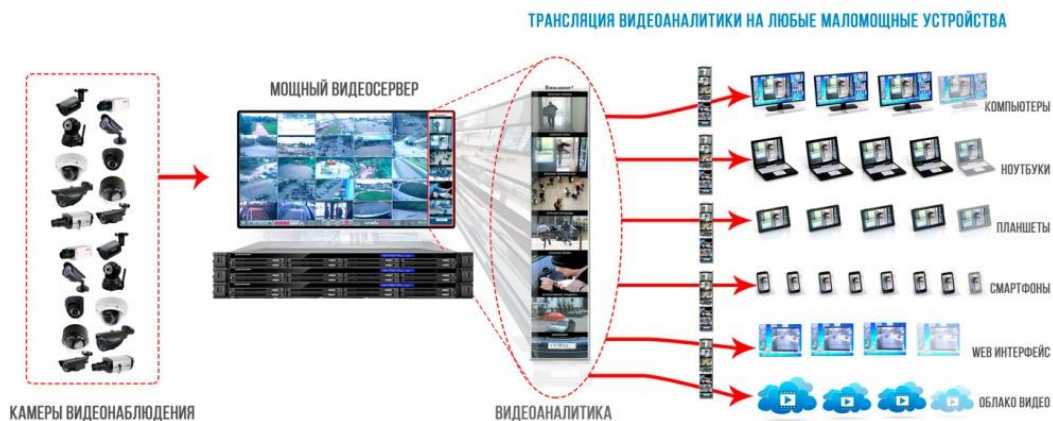 ТРАНСЛЯЦИЯ ВИДЕОАНАЛИТИКИ НА ЛЮБЫЕ МАЛОМОЩНЫЕ УСТРОЙСТВА
МОЩНЫЙ ВИДЕОСЕРВЕР
КОМПЬЮТЕРЫ
НОУТБУКИ
ПЛАНШЕТЫ
СМАРТФОНЫ
WEB ИНТЕРФЕЙС
ОБЛАКО ВИДЕО
КАМЕРЫ ВИДЕОНАБЛЮДЕНИЯ
ВИДЕОАНАЛИТИКА